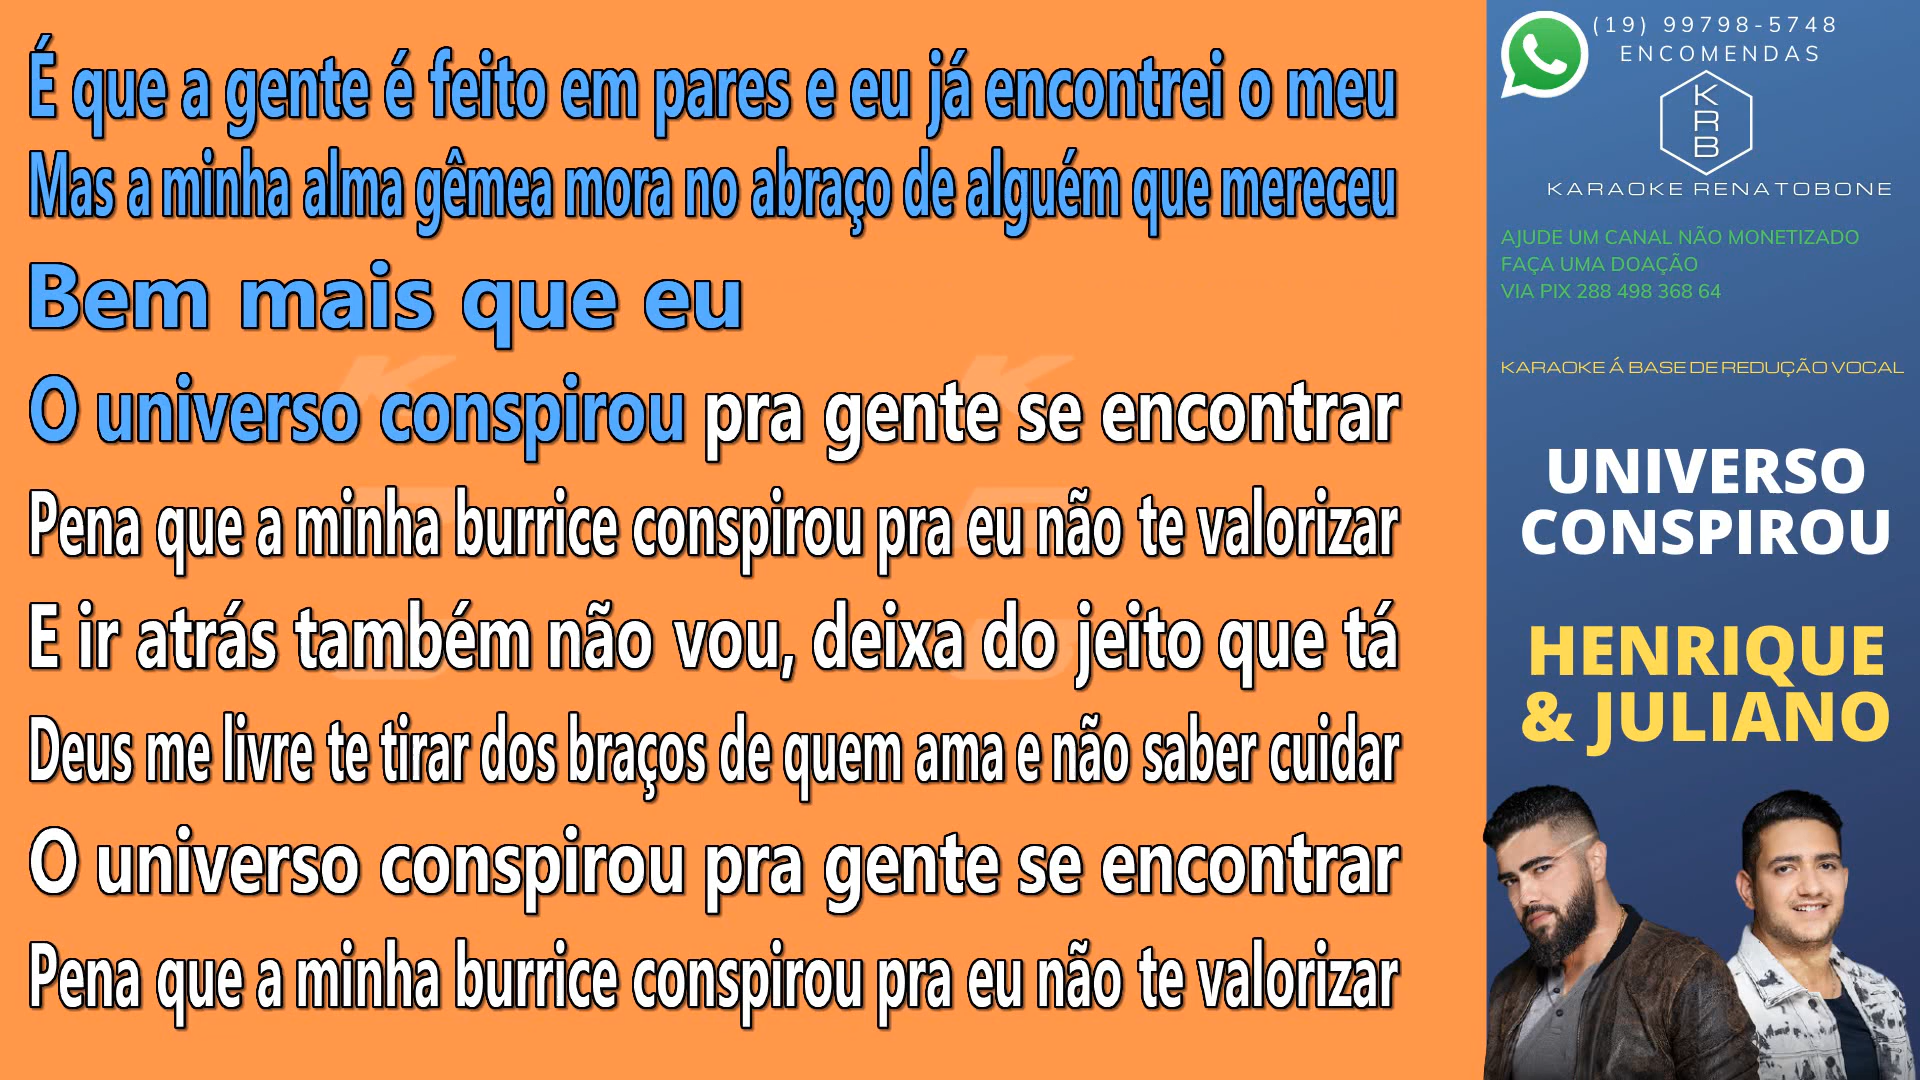 É que a gente é feito em pares e eu já encontrei o meu
Mas a minha alma gêmea mora no abraço de alguém que mereceu
Bem mais que eu
O universo conspirou pra gente se encontrar
Pena que a minha burrice conspirou pra eu não te valorizar
E ir atrás também não vou, deixa do jeito que tá
Deus me livre te tirar dos braços de quem ama e não saber cuidar
O universo conspirou pra gente se encontrar
Pena que a minha burrice conspirou pra eu não te valorizar
(19) 99798-5748
ENCOMENDAS
K
R
B
KARAOKE RENATOBONE
AJUDE UM CANAL NÃO MONETIZADO
FAÇA UMA DOAÇÃO
VIA PIX 288 498 368 64
KARAOKE Á BASE DE REDUÇÃO VOCAL
UNIVERSO
CONSPIROU
HENRIQUE
& JULIANO